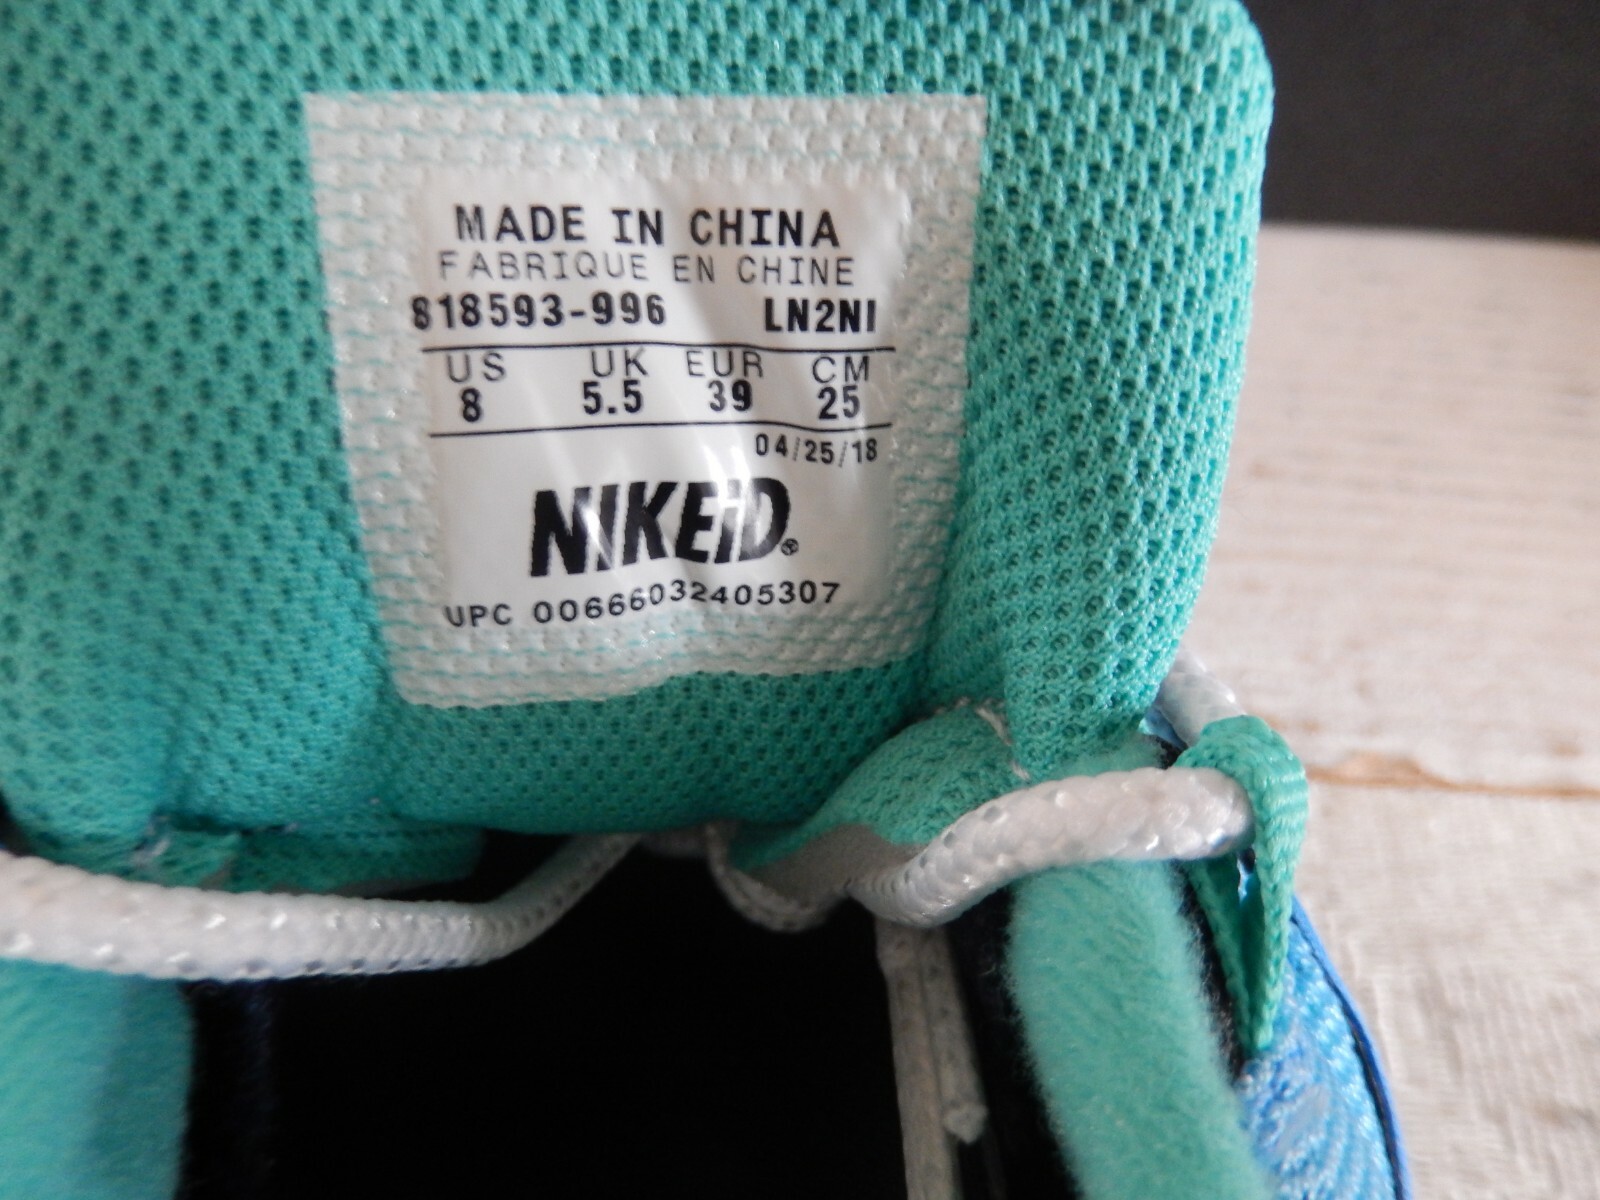 MADE IN CHINA
FABRIQUE EN CHINE
818593-996 LN2NI
US UK EUR CM
8 5.5 39 25
04/25/18
NIKEiD®
UPC 00666032405307